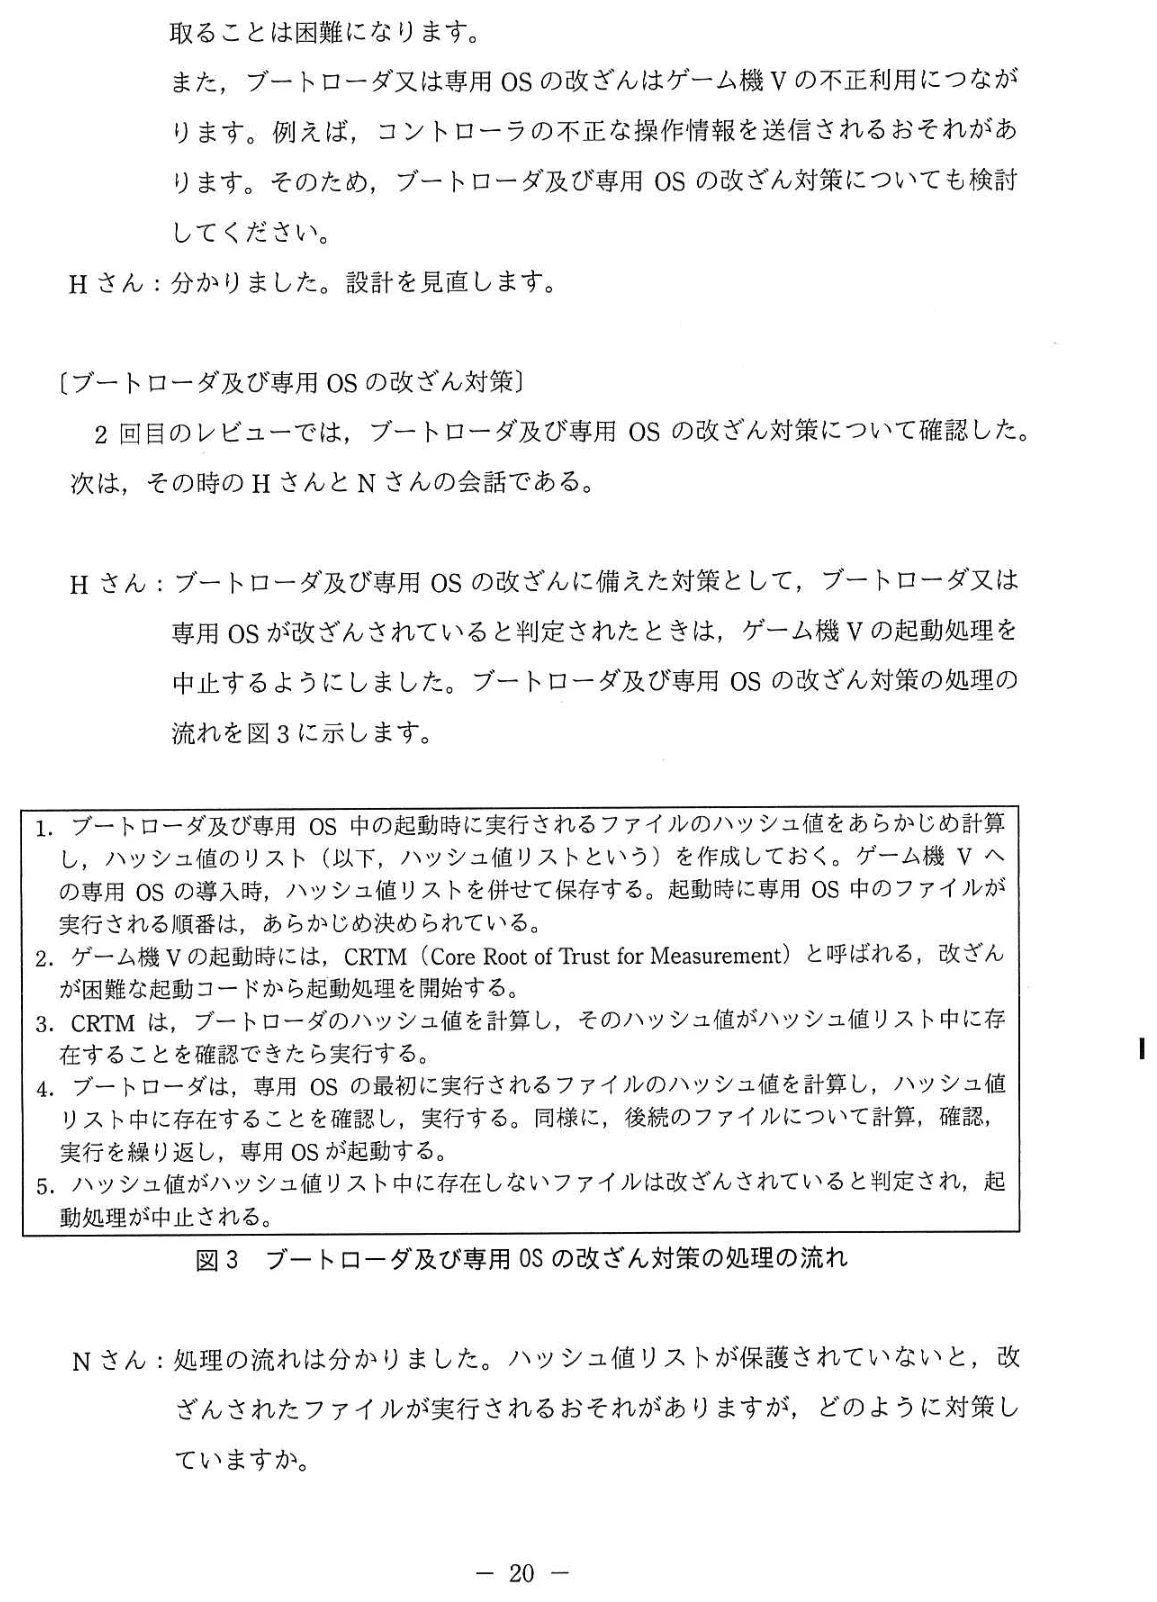 取ることは困難になります。
また，ブートローダ又は専用 OS の改ざんはゲーム機 V の不正利用につなが
ります。例えば，コントローラの不正な操作情報を送信されるおそれがあ
ります。そのため，ブートローダ及び専用 OS の改ざん対策についても検討
してください。
H さん：分かりました。設計を見直します。
〔ブートローダ及び専用 OS の改ざん対策〕
2 回目のレビューでは，ブートローダ及び専用 OS の改ざん対策について確認した。
次は，その時の H さんと N さんの会話である。
H さん：ブートローダ及び専用 OS の改ざんに備えた対策として，ブートローダ又は
専用 OS が改ざんされていると判定されたときは，ゲーム機 V の起動処理を
中止するようにしました。ブートローダ及び専用 OS の改ざん対策の処理の
流れを図 3 に示します。
1．ブートローダ及び専用 OS 中の起動時に実行されるファイルのハッシュ値をあらかじめ計算
し，ハッシュ値のリスト（以下，ハッシュ値リストという）を作成しておく。ゲーム機 V へ
の専用 OS の導入時，ハッシュ値リストを併せて保存する。起動時に専用 OS 中のファイルが
実行される順番は，あらかじめ決められている。
2．ゲーム機 V の起動時には，CRTM（Core Root of Trust for Measurement）と呼ばれる，改ざん
が困難な起動コードから起動処理を開始する。
3．CRTM は，ブートローダのハッシュ値を計算し，そのハッシュ値がハッシュ値リスト中に存
在することを確認できたら実行する。
4．ブートローダは，専用 OS の最初に実行されるファイルのハッシュ値を計算し，ハッシュ値
リスト中に存在することを確認し，実行する。同様に，後続のファイルについて計算，確認，
実行を繰り返し，専用 OS が起動する。
5．ハッシュ値がハッシュ値リスト中に存在しないファイルは改ざんされていると判定され，起
動処理が中止される。
図 3　ブートローダ及び専用 OS の改ざん対策の処理の流れ
N さん：処理の流れは分かりました。ハッシュ値リストが保護されていないと，改
ざんされたファイルが実行されるおそれがありますが，どのように対策し
ていますか。
－ 20 －